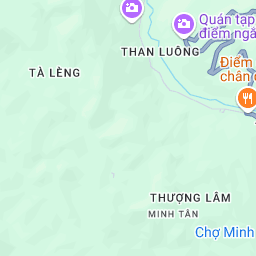 Quán tạp
điểm ngắ
THAN LUÔNG
Điểm
chân
TÀ LÈNG
THƯỢNG LÂM
MINH TÂN
Chợ Minh